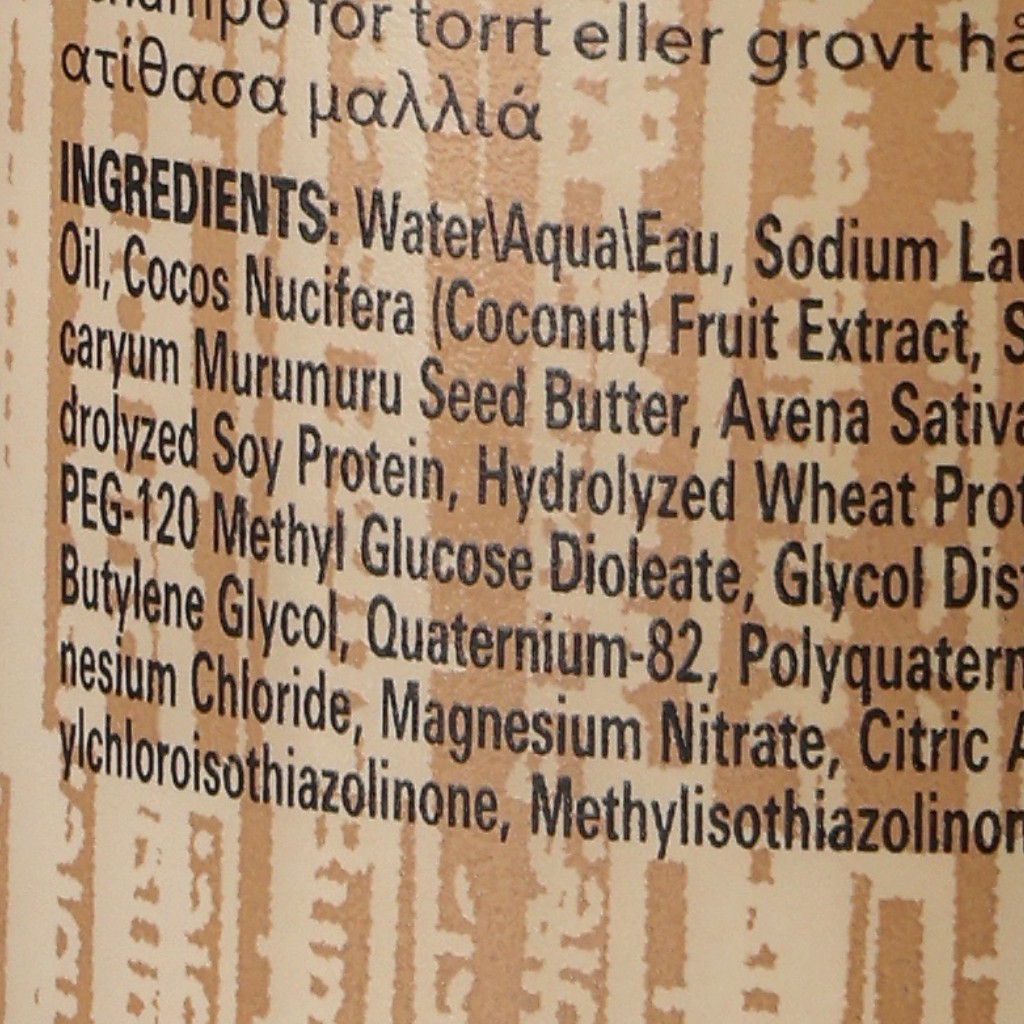 för torrt eller grovt
ατίθασα μαλλιά
INGREDIENTS: Water\Aqua\Eau, Sodium
Oil, Cocos Nucifera (Coconut) Fruit Extract,
caryum Murumuru Seed Butter, Avena Sativa
drolyzed Soy Protein, Hydrolyzed Wheat
PEG-120 Methyl Glucose Dioleate, Glycol
Butylene Glycol, Quaternium-82,
nesium Chloride, Magnesium Nitrate, Citric
ylchloroisothiazolinone,